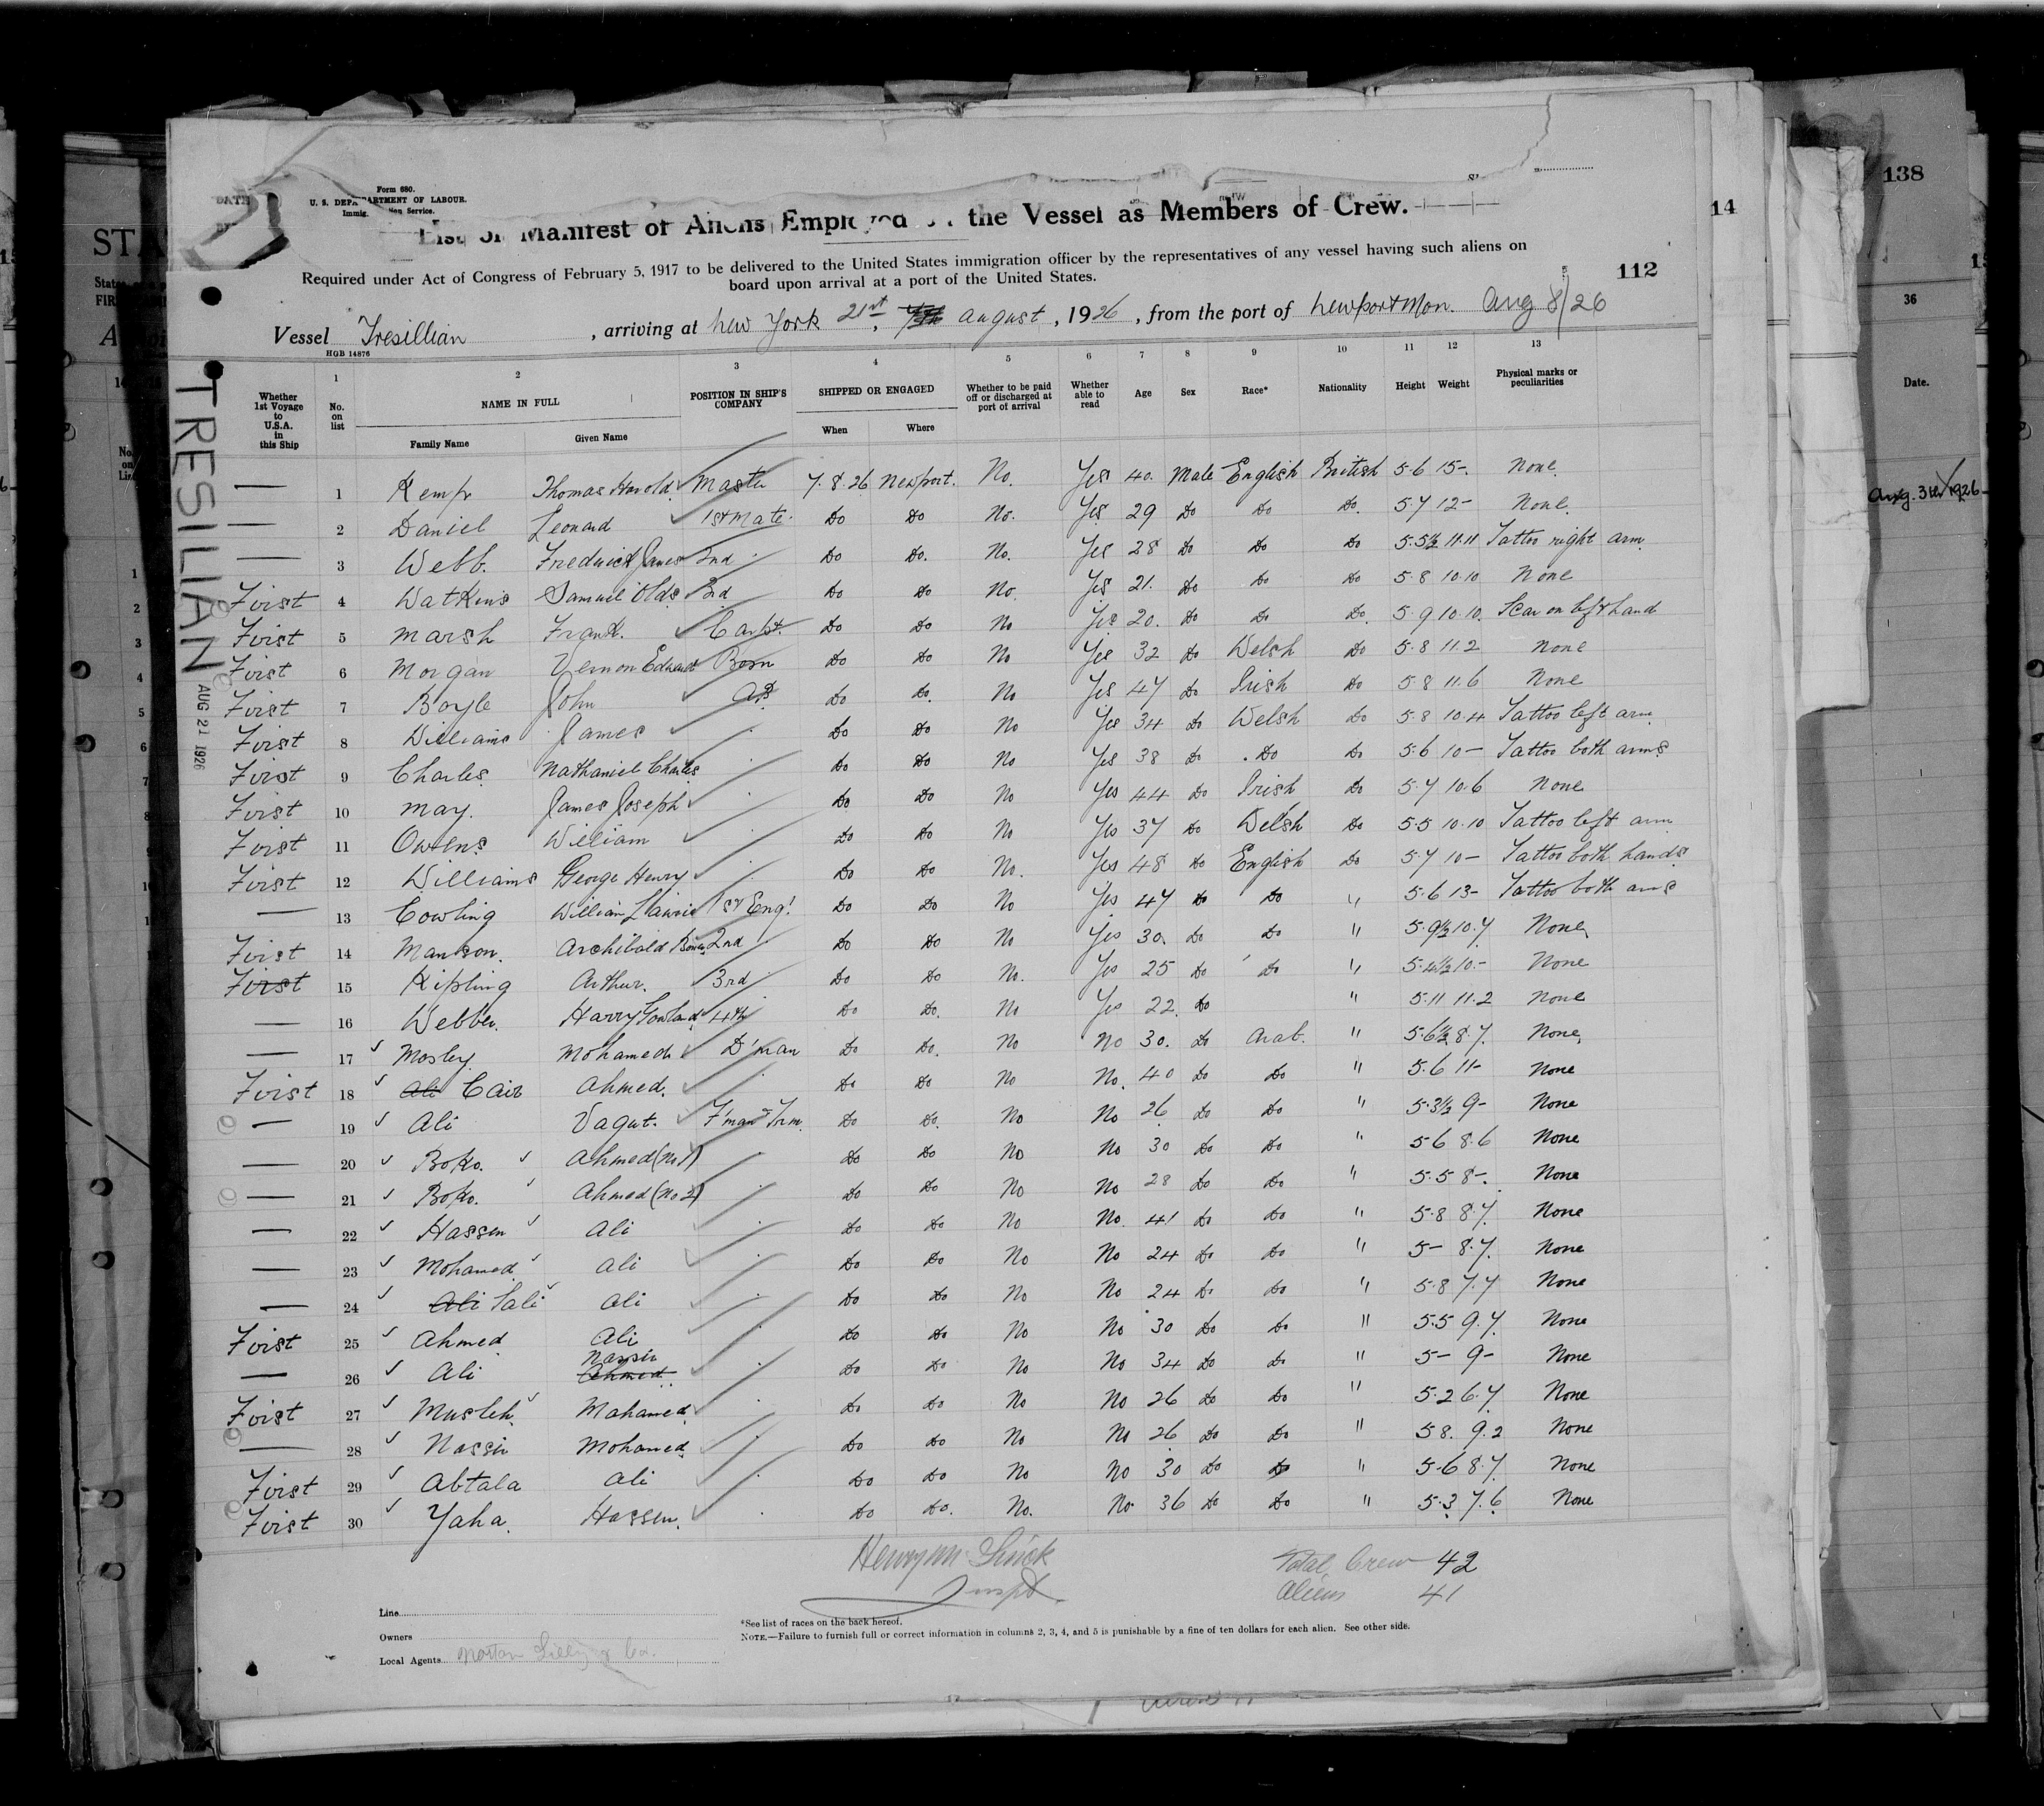 138
14
112
36
Date.
Aug. 31st 1926
Form 680.
U. S. DEPARTMENT OF LABOUR.
List or Manifest of Aliens Employed the Vessel as Members of Crew.
Required under Act of Congress of February 5, 1917 to be delivered to the United States immigration officer by the representatives of any vessel having such aliens on
board upon arrival at a port of the United States.
Vessel Tresillian , arriving at New York 21st, August , 1926 , from the port of Newport Mon. Aug 8/26
HQB 14876
TRESILIAN
AUG 21 1926
Whether 1st Voyage to U.S.A. in this Ship
1 No. on list
2 NAME IN FULL Family Name Given Name
3 POSITION IN SHIP'S COMPANY
4 SHIPPED OR ENGAGED When Where
5 Whether to be paid off or discharged at port of arrival
6 Whether able to read
7 Age
8 Sex
9 Race*
10 Nationality
11 Height
12 Weight
13 Physical marks or peculiarities
— 1 Kemp Thomas Harold Master 7.8.26 Newport. No. Yes 40. Male English British 5.6 15-. None
— 2 Daniel Leonard 1st Mate. Do Do No. Yes 29 Do Do Do. 5.7 12- None.
— 3 Webb. Fredrick James 2nd Do Do. No. Yes 28 Do Do Do 5.5½ 11.11 Tattoo right arm.
First 4 Watkins Samuel Olds 3rd Do Do No. Yes 21. Do Do Do 5.8 10.10 None
First 5 Marsh Frank. Carpt. Do Do No Yes 20. Do Do Do. 5.9 10.10. Scar on left hand
First 6 Morgan Vernon Edward Bosn Do Do No Yes 32 Do Welsh Do 5.8 11.2 None
First 7 Boyle John AB Do Do. No Yes 47 Do Irish Do 5.8 11.6 None
First 8 Williams James Do Do No Yes 34 Do Welsh Do 5.8 10.4 Tattoo left arm
First 9 Charles Nathaniel Charles Do Do No Yes 38 Do Do Do 5.6 10- Tattoo both arms
First 10 May. James Joseph Do Do No Yes 44 Do Irish Do 5.7 10.6 None
First 11 Owens William Do Do No Yes 37 Do Welsh Do 5.5 10.10 Tattoo left arm
First 12 Williams George Henry Do Do No. Yes 48 Do English Do 5.7 10- Tattoo both hands
— 13 Cowling William 1st Eng! Do Do No Yes 47 Do Do " 5.6 13- Tattoo both arms
First 14 Manson. Archibald 2nd Do Do No Yes 30. Do Do " 5.9½ 10.7 None
First 15 Kipling Arthur. 3rd Do Do No. Yes 25 Do Do " 5.4½ 10.- None
— 16 Webber. Harry 4th Do Do. No Yes 22. Do " 5.11 11.2 None
— 17 Mosley. Mohamed. D'man Do Do. No No 30. Do Arab. " 5.6½ 8.7. None.
First 18 Ali Cair Ahmed. Do Do No No. 40 Do Do " 5.6 11- None
— 19 Ali Vagut. F'man & Trm. Do Do. No No 26 Do Do " 5.3½ 9- None
— 20 Boko. Ahmed (No 1) Do Do No No 30 Do Do " 5.6 8.6 None
— 21 Boko. Ahmed (No 2) Do Do No No 28 Do Do " 5.5 8-. None
— 22 Hassen Ali Do Do No No. 41 Do Do " 5.8 8.7. None
— 23 Mohamed Ali Do Do No No 24 Do Do " 5- 8.7. None
— 24 Ali Sali Ali Do Do No No 24 Do Do " 5.8 7.7 None
First 25 Ahmed Ali Do Do No No 30 Do Do " 5.5 9.7. None
— 26 Ali Nassir Ahmed Do Do No No 34 Do Do " 5- 9- None
First 27 Musleh. Mohamed Do Do No No 26 Do Do " 5.2 6.7. None
— 28 Nassir Mohamed Do Do No No 26 Do Do " 5 8. 9.2 None
First 29 Abtala Ali Do Do No No 30 Do Do " 5.6 8.7. None
First 30 Yaha. Hassen. Do Do. No. No. 36 Do Do " 5.3 7.6 None
Inspt.
Total Crew 42
Aliens 41
Line
Owners
Local Agents Norton Lilly & Co.
*See list of races on the back hereof.
NOTE.—Failure to furnish full or correct information in columns 2, 3, 4, and 5 is punishable by a fine of ten dollars for each alien. See other side.